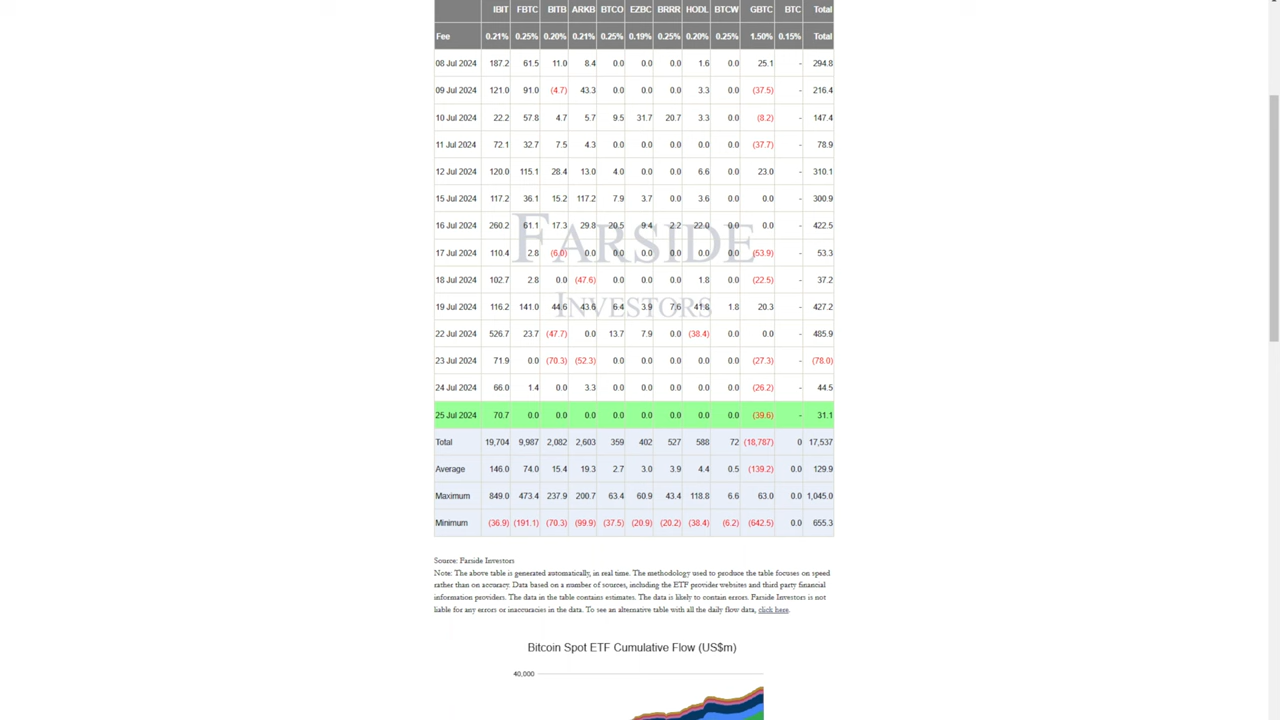 IBIT FBTC BITB ARKB BTCO EZBC BRRR HODL BTCW GBTC BTC Total
Fee 0.21% 0.25% 0.20% 0.21% 0.25% 0.19% 0.25% 0.20% 0.25% 1.50% 0.15% Total
08 Jul 2024 187.2 61.5 11.0 8.4 0.0 0.0 0.0 1.6 0.0 25.1 - 294.8
09 Jul 2024 121.0 91.0 (4.7) 43.3 0.0 0.0 0.0 3.3 0.0 (37.5) - 216.4
10 Jul 2024 22.2 57.8 4.7 5.7 9.5 31.7 20.7 3.3 0.0 (8.2) - 147.4
11 Jul 2024 72.1 32.7 7.5 4.3 0.0 0.0 0.0 0.0 0.0 (37.7) - 78.9
12 Jul 2024 120.0 115.1 28.4 13.0 4.0 0.0 0.0 6.6 0.0 23.0 - 310.1
15 Jul 2024 117.2 36.1 15.2 117.2 7.9 3.7 0.0 3.6 0.0 0.0 - 300.9
16 Jul 2024 260.2 61.1 17.3 29.8 20.5 9.4 2.2 22.0 0.0 0.0 - 422.5
FARSIDE
17 Jul 2024 110.4 2.8 (6.0) 0.0 0.0 0.0 0.0 0.0 0.0 (53.9) - 53.3
18 Jul 2024 102.7 2.8 0.0 (47.6) 0.0 0.0 0.0 1.8 0.0 (22.5) - 37.2
INVESTORS
19 Jul 2024 116.2 141.0 44.6 43.6 6.4 3.9 7.6 41.8 1.8 20.3 - 427.2
22 Jul 2024 526.7 23.7 (47.7) 0.0 13.7 7.9 0.0 (38.4) 0.0 0.0 - 485.9
23 Jul 2024 71.9 0.0 (70.3) (52.3) 0.0 0.0 0.0 0.0 0.0 (27.3) - (78.0)
24 Jul 2024 66.0 1.4 0.0 3.3 0.0 0.0 0.0 0.0 0.0 (26.2) - 44.5
25 Jul 2024 70.7 0.0 0.0 0.0 0.0 0.0 0.0 0.0 0.0 (39.6) - 31.1
Total 19,704 9,987 2,082 2,603 359 402 527 588 72 (18,787) 0 17,537
Average 146.0 74.0 15.4 19.3 2.7 3.0 3.9 4.4 0.5 (139.2) 0.0 129.9
Maximum 849.0 473.4 237.9 200.7 63.4 60.9 43.4 118.8 6.6 63.0 0.0 1,045.0
Minimum (36.9) (191.1) (70.3) (99.9) (37.5) (20.9) (20.2) (38.4) (6.2) (642.5) 0.0 655.3
Source: Farside Investors
Note: The above table is generated automatically, in real time. The methodology used to produce the table focuses on speed
rather than on accuracy. Data based on a number of sources, including the ETF provider websites and third party financial
information providers. The data in the table contains estimates. The data is likely to contain errors. Farside Investors is not
liable for any errors or inaccuracies in the data. To see an alternative table with all the daily flow data, click here.
Bitcoin Spot ETF Cumulative Flow (US$m)
40,000